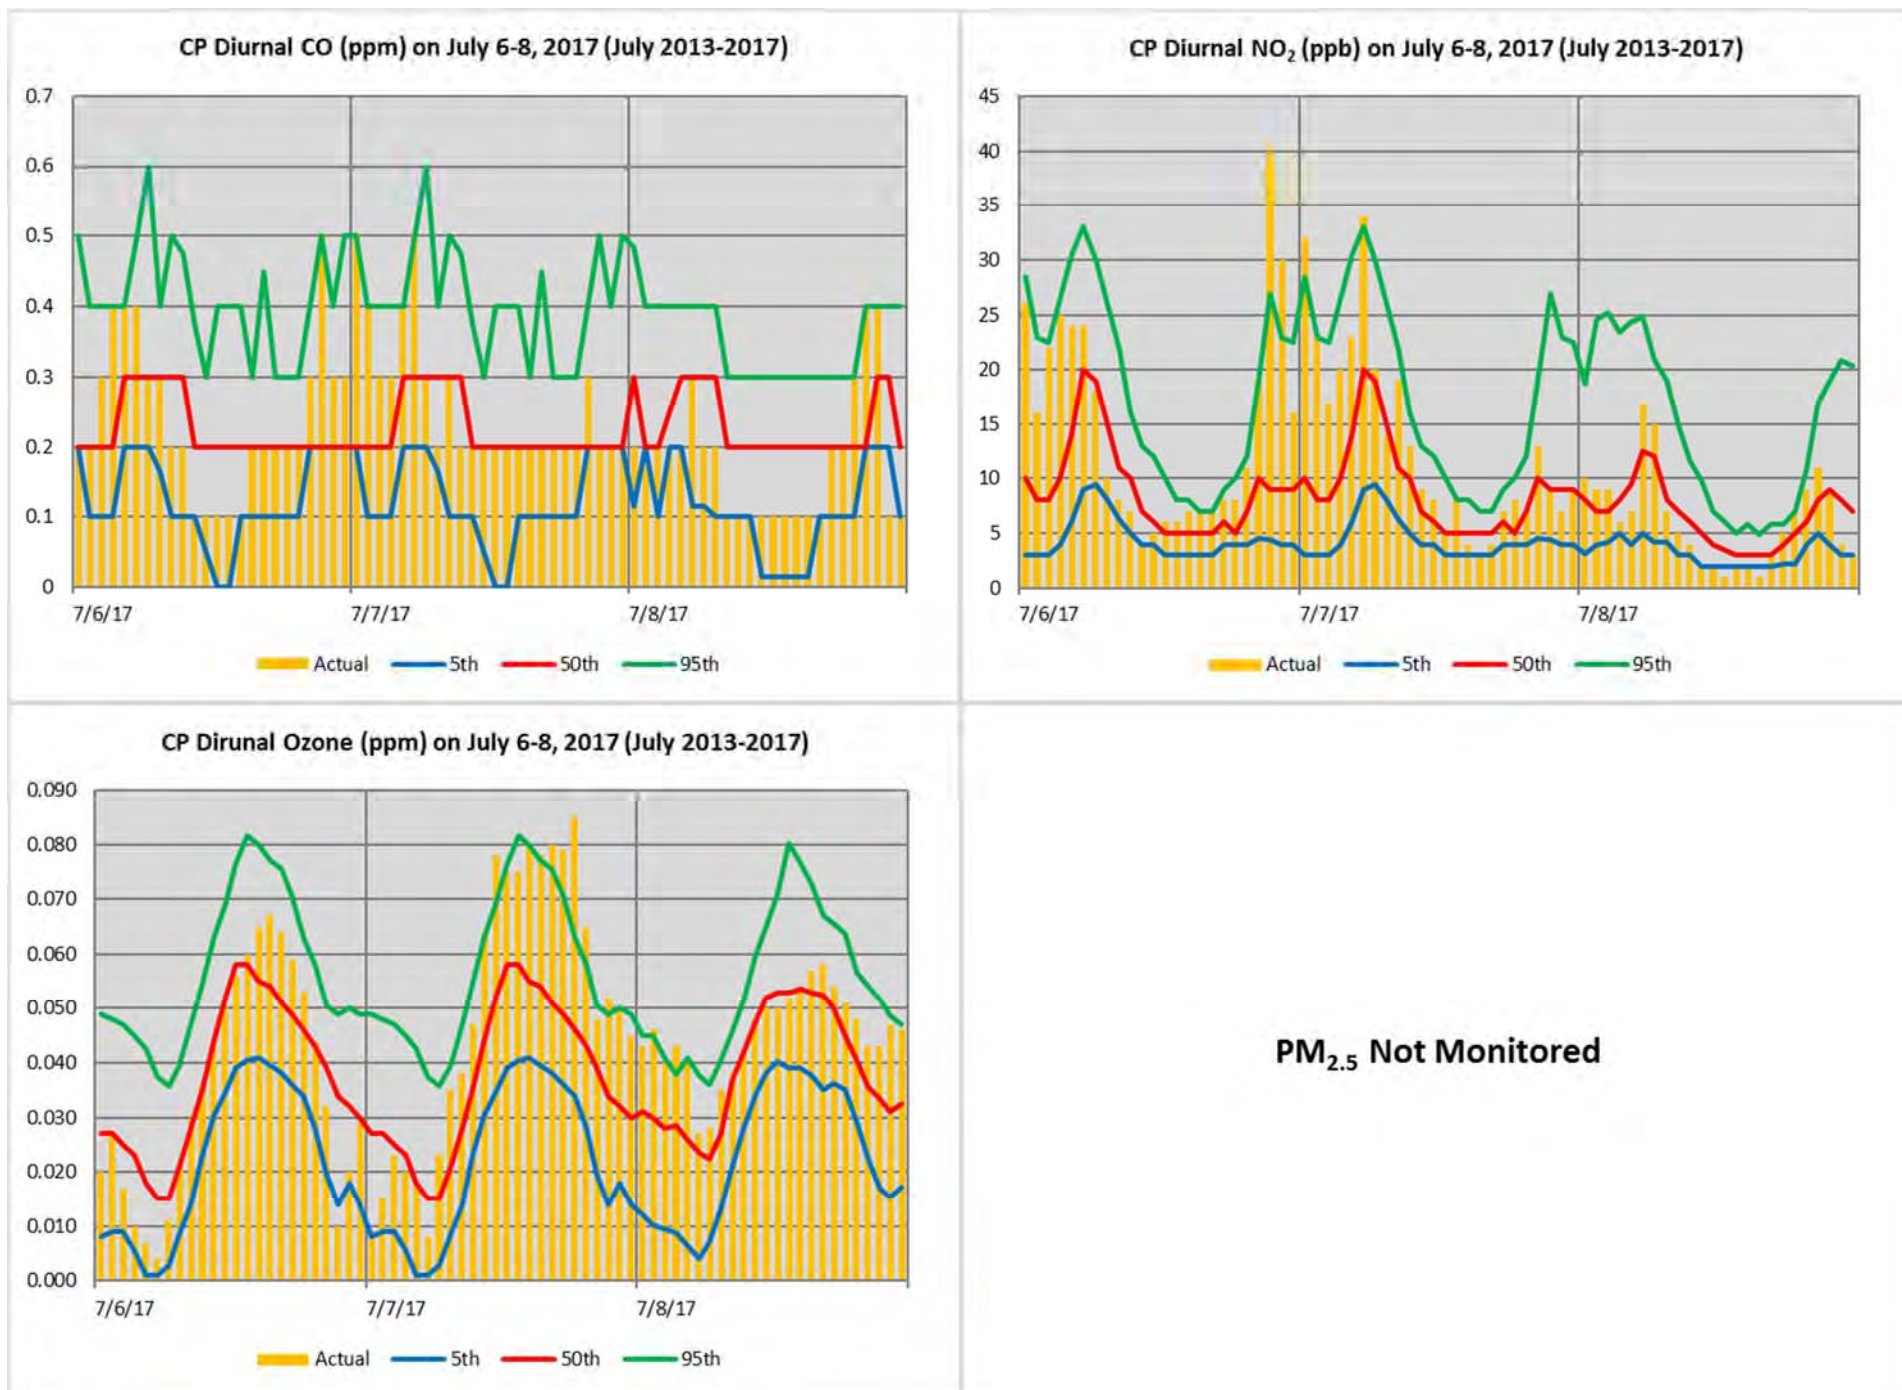 CP Diurnal CO (ppm) on July 6-8, 2017 (July 2013-2017)
0.7
0.6
0.5
0.4
0.3
0.2
0.1
0
7/6/17 7/7/17 7/8/17
Actual 5th 50th 95th
CP Diurnal NO₂ (ppb) on July 6-8, 2017 (July 2013-2017)
45
40
35
30
25
20
15
10
5
0
7/6/17 7/7/17 7/8/17
Actual 5th 50th 95th
CP Dirunal Ozone (ppm) on July 6-8, 2017 (July 2013-2017)
0.090
0.080
0.070
0.060
0.050
0.040
0.030
0.020
0.010
0.000
7/6/17 7/7/17 7/8/17
Actual 5th 50th 95th
PM₂.₅ Not Monitored